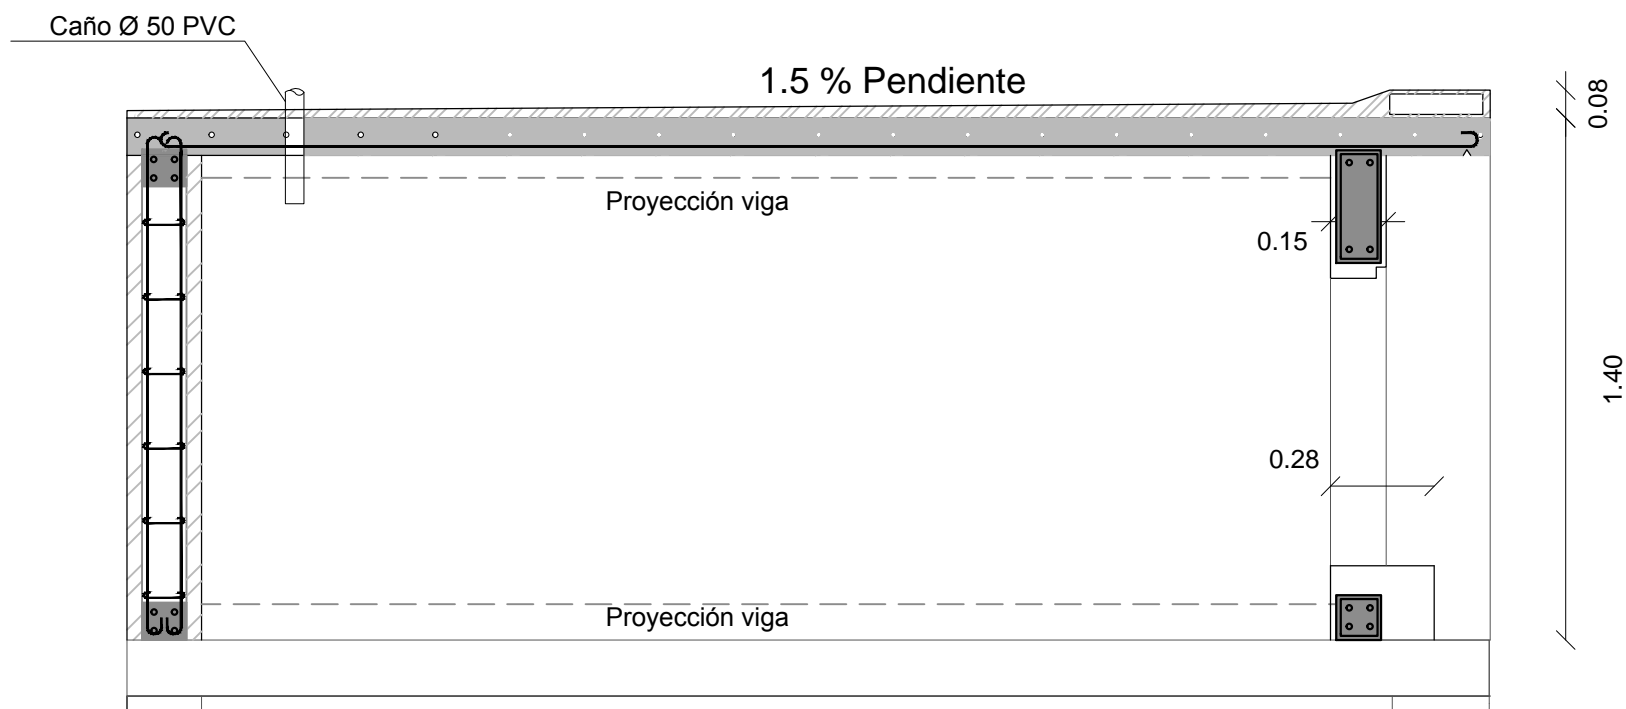 Caño Ø 50 PVC
1.5 % Pendiente
0.08
Proyección viga
0.15
1.40
0.28
Proyección viga